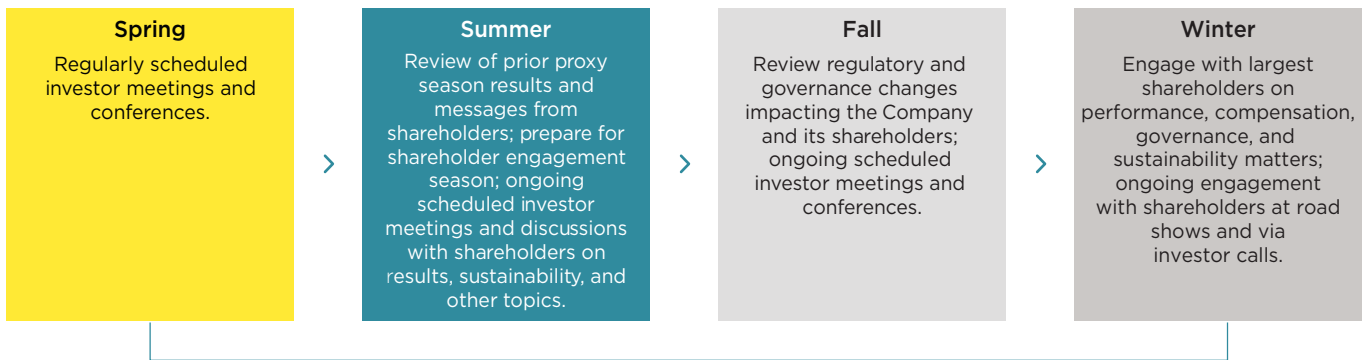 Spring
Regularly scheduled
investor meetings and
conferences.
Summer
Review of prior proxy
season results and
messages from
shareholders; prepare for
shareholder engagement
season; ongoing
scheduled investor
meetings and discussions
with shareholders on
results, sustainability, and
other topics.
Fall
Review regulatory and
governance changes
impacting the Company
and its shareholders;
ongoing scheduled
investor meetings and
conferences.
Winter
Engage with largest
shareholders on
performance, compensation,
governance, and
sustainability matters;
ongoing engagement
with shareholders at road
shows and via
investor calls.